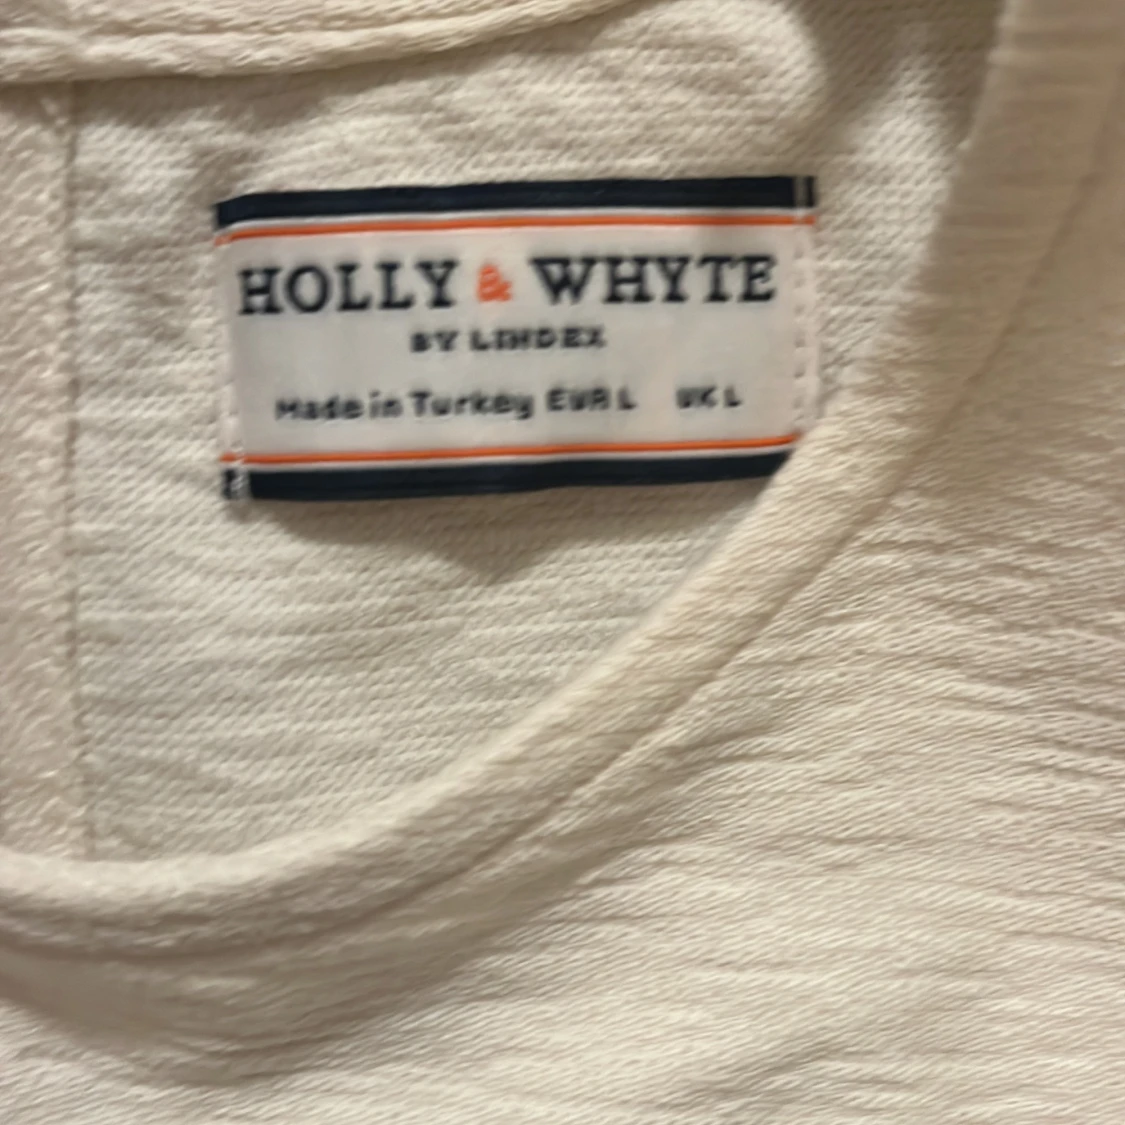 HOLLY & WHYTE
BY LINDEX
Made in Turkey EUR L UK L